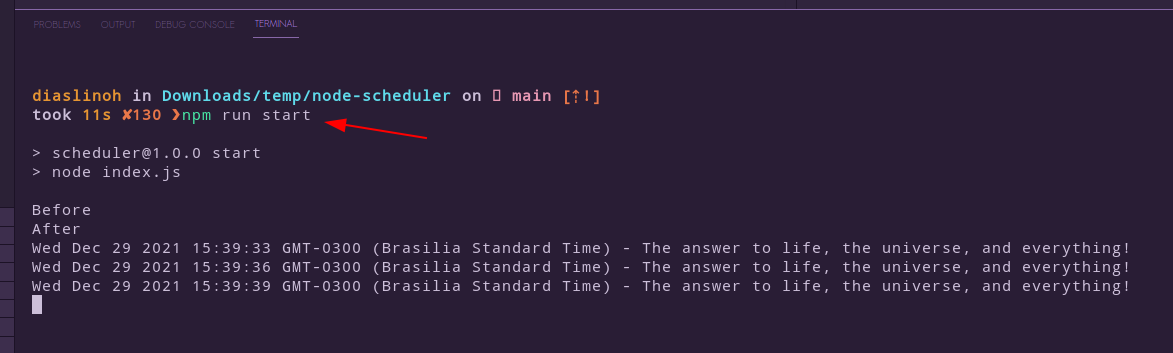 PROBLEMS OUTPUT DEBUG CONSOLE TERMINAL
diaslinoh in Downloads/temp/node-scheduler on ▯ main [⇡!]
took 11s ✘130 ❯npm run start
> scheduler@1.0.0 start
> node index.js
Before
After
Wed Dec 29 2021 15:39:33 GMT-0300 (Brasilia Standard Time) - The answer to life, the universe, and everything!
Wed Dec 29 2021 15:39:36 GMT-0300 (Brasilia Standard Time) - The answer to life, the universe, and everything!
Wed Dec 29 2021 15:39:39 GMT-0300 (Brasilia Standard Time) - The answer to life, the universe, and everything!